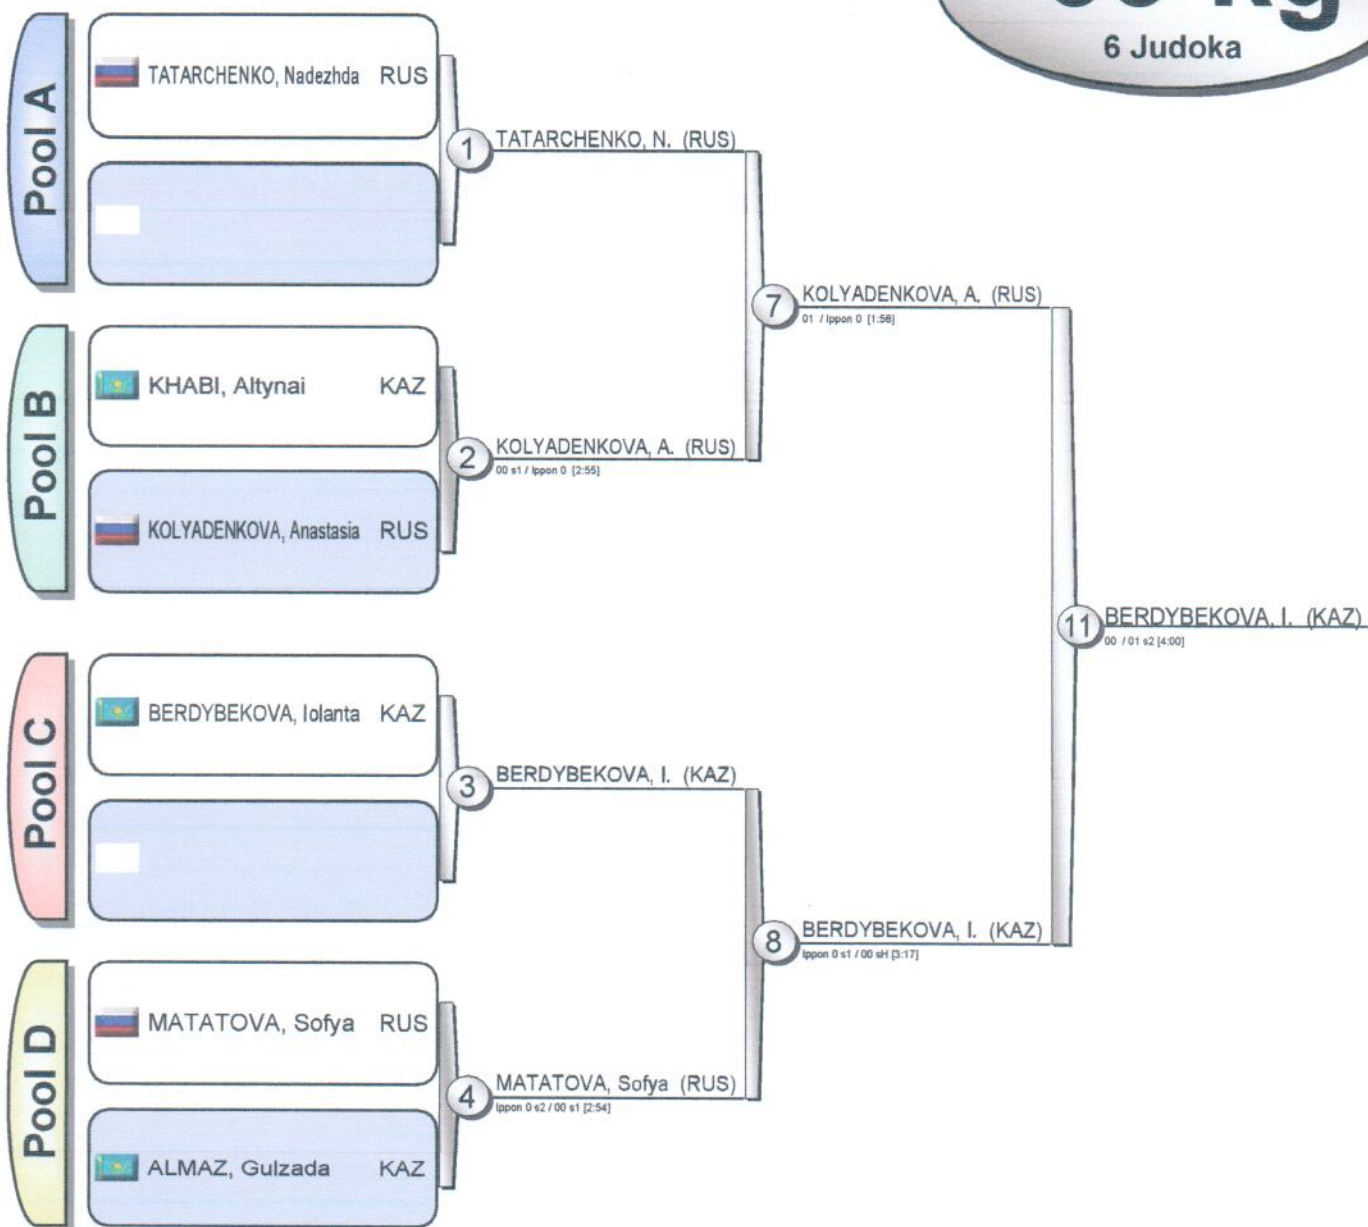 6 Judoka
Pool A
TATARCHENKO, Nadezhda RUS
1 TATARCHENKO, N. (RUS)
7 KOLYADENKOVA, A. (RUS)
01 / Ippon 0 [1:56]
Pool B
KHABI, Altynai KAZ
2 KOLYADENKOVA, A. (RUS)
00 s1 / Ippon 0 [2:55]
KOLYADENKOVA, Anastasia RUS
11 BERDYBEKOVA, I. (KAZ)
00 / 01 s2 [4:00]
Pool C
BERDYBEKOVA, Iolanta KAZ
3 BERDYBEKOVA, I. (KAZ)
8 BERDYBEKOVA, I. (KAZ)
Ippon 0 s1 / 00 sH [3:17]
Pool D
MATATOVA, Sofya RUS
4 MATATOVA, Sofya (RUS)
Ippon 0 s2 / 00 s1 [2:54]
ALMAZ, Gulzada KAZ